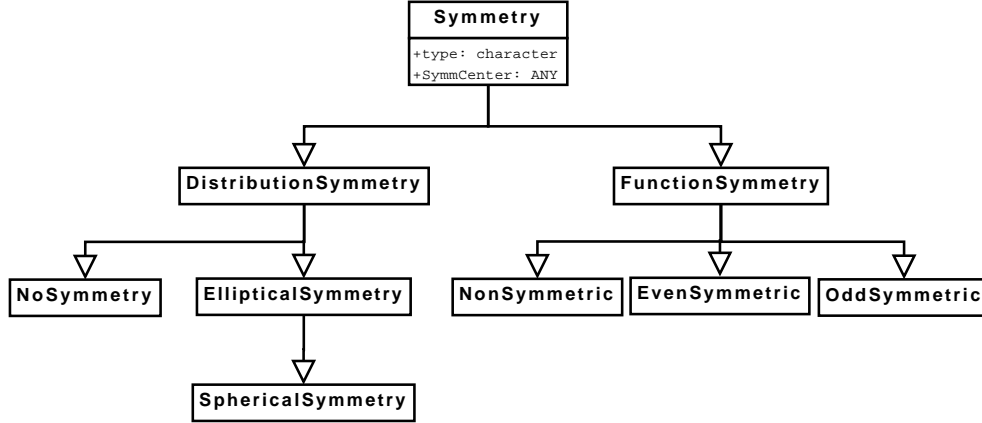 Symmetry
+type: character
+SymmCenter: ANY
DistributionSymmetry
FunctionSymmetry
NoSymmetry
EllipticalSymmetry
NonSymmetric
EvenSymmetric
OddSymmetric
SphericalSymmetry